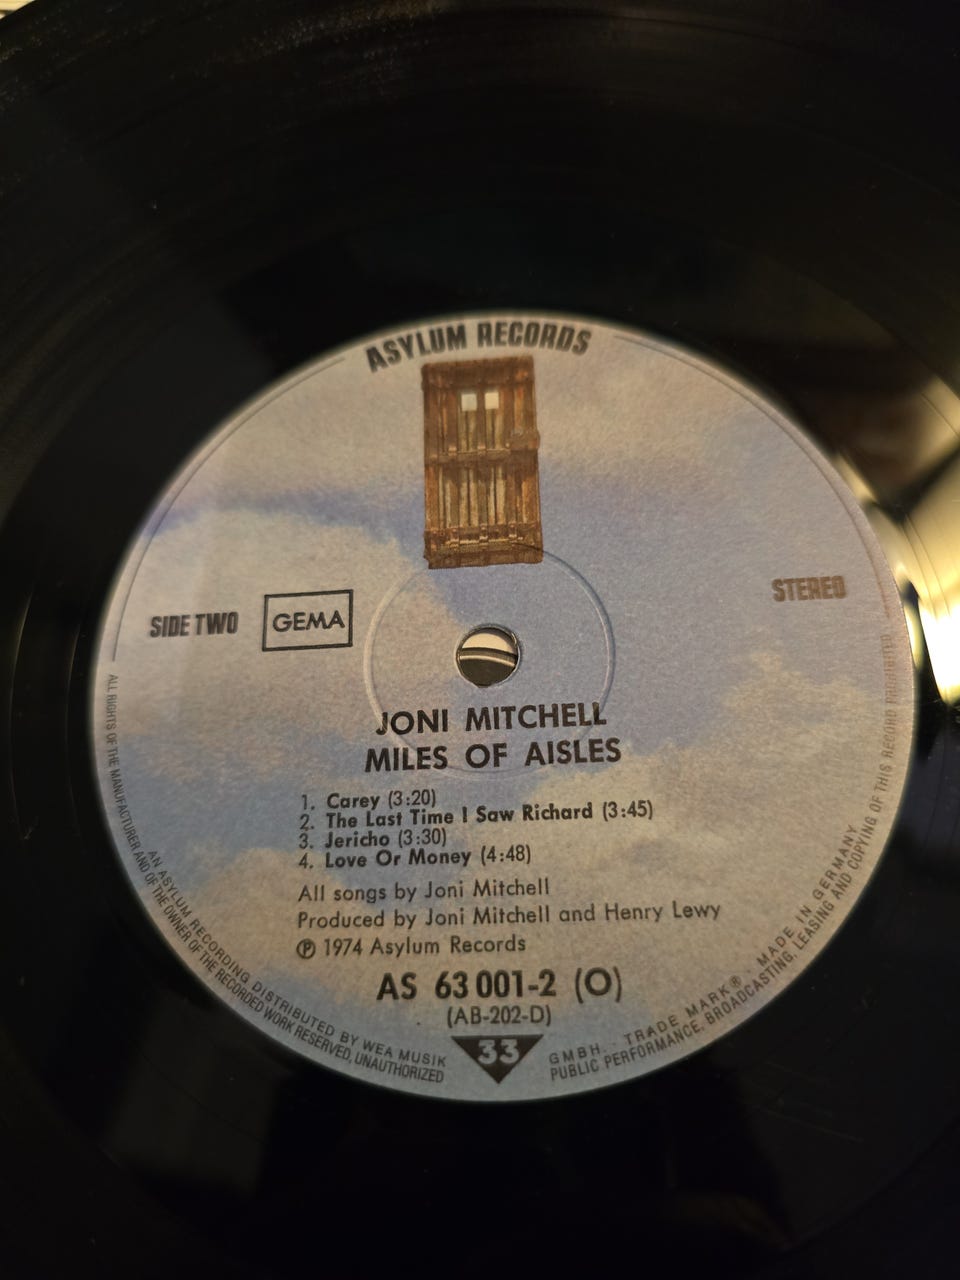 ASYLUM RECORDS
SIDE TWO
GEMA
STEREO
JONI MITCHELL
MILES OF AISLES
1. Carey (3:20)
2. The Last Time I Saw Richard (3:45)
3. Jericho (3:30)
4. Love Or Money (4:48)
All songs by Joni Mitchell
Produced by Joni Mitchell and Henry Lewy
℗ 1974 Asylum Records
AS 63 001-2 (O)
(AB-202-D)
33
AN ASYLUM RECORDING DISTRIBUTED BY WEA MUSIK GMBH. · TRADE MARK® MADE IN GERMANY
ALL RIGHTS OF THE MANUFACTURER AND OF THE OWNER OF THE RECORDED WORK RESERVED, UNAUTHORIZED PUBLIC PERFORMANCE, BROADCASTING, LEASING AND COPYING OF THIS RECORD PROHIBITED